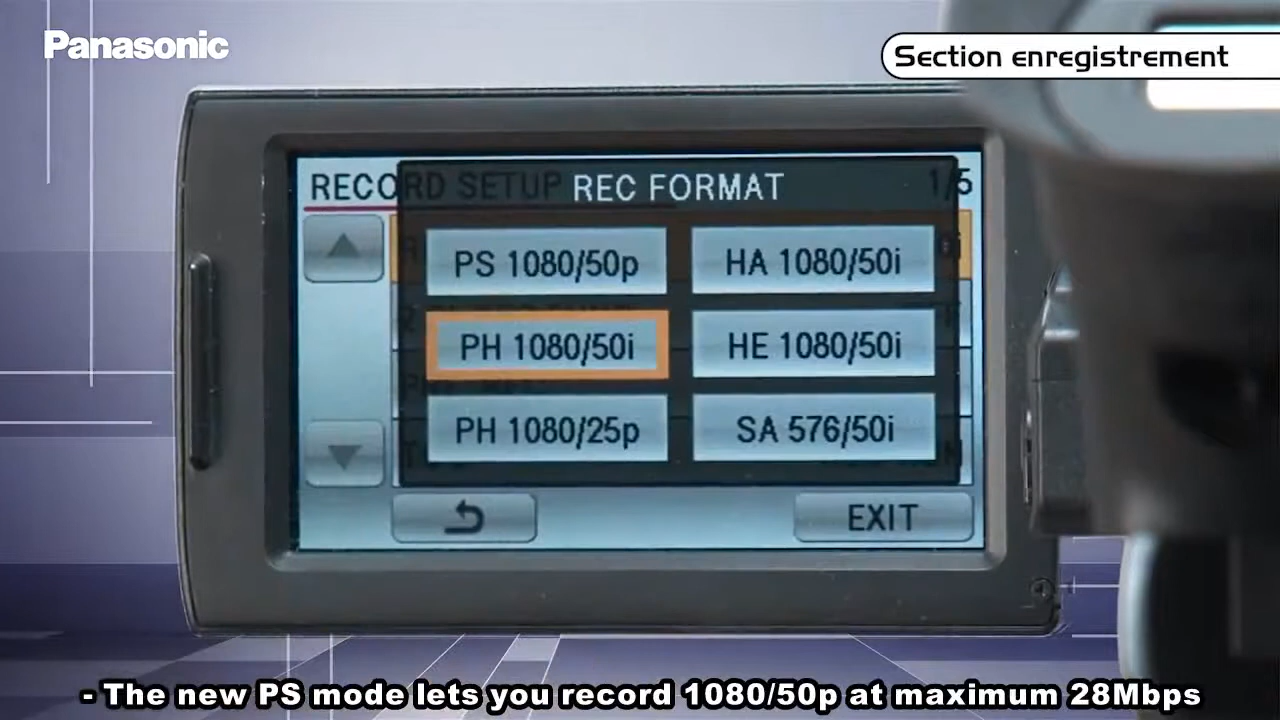 Panasonic
Section enregistrement
RECORD SETUP REC FORMAT 1/5
PS 1080/50p HA 1080/50i
PH 1080/50i HE 1080/50i
PH 1080/25p SA 576/50i
EXIT
- The new PS mode lets you record 1080/50p at maximum 28Mbps